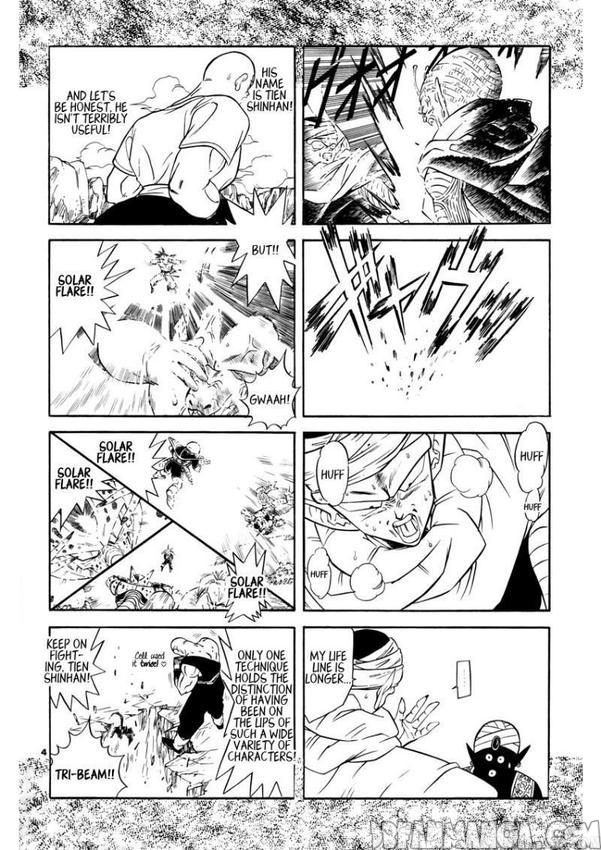 HUFF
HUFF
HUFF
HUFF
MY LIFE
LINE IS
LONGER...
HIS
NAME
IS TIEN
SHINHAN!
AND LET'S
BE HONEST, HE
ISN'T TERRIBLY
USEFUL!
BUT!!
SOLAR
FLARE!!
GWAAH!
SOLAR
FLARE!!
SOLAR
FLARE!!
SOLAR
FLARE!!
ONLY ONE
TECHNIQUE
HOLDS THE
DISTINCTION
OF HAVING
BEEN ON
THE LIPS
OF SUCH
A WIDE
VARIETY OF
CHARACTERS!
Cell used
it twice! ♡
KEEP ON
FIGHT-
ING, TIEN
SHINHAN!
TRI-BEAM!!
4